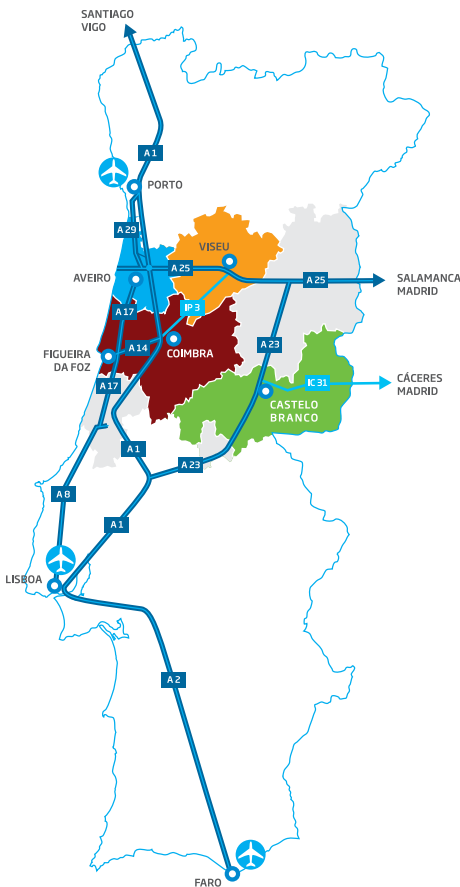 SANTIAGO
VIGO
A 1
PORTO
A 29
VISEU
A 25
AVEIRO
A 25
SALAMANCA
MADRID
IP 3
A 17
A 14
COIMBRA
A 23
FIGUEIRA
DA FOZ
A 17
IC 31
CÁCERES
MADRID
CASTELO
BRANCO
A 1
A 23
A 8
A 1
LISBOA
A 2
FARO